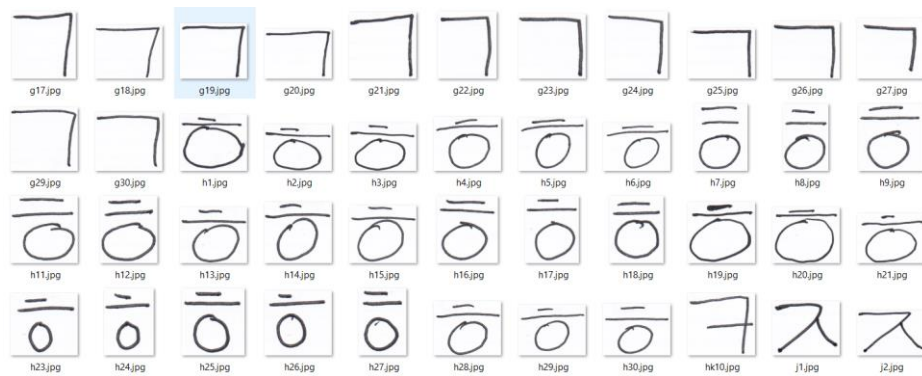 ㄱ ㄱ ㄱ ㄱ ㄱ ㄱ ㄱ ㄱ ㄱ ㄱ ㄱ
g17.jpg g18.jpg g19.jpg g20.jpg g21.jpg g22.jpg g23.jpg g24.jpg g25.jpg g26.jpg g27.jpg
ㄱ ㄱ ㅎ ㅎ ㅎ ㅎ ㅎ ㅎ ㅎ ㅎ ㅎ
g29.jpg g30.jpg h1.jpg h2.jpg h3.jpg h4.jpg h5.jpg h6.jpg h7.jpg h8.jpg h9.jpg
ㅎ ㅎ ㅎ ㅎ ㅎ ㅎ ㅎ ㅎ ㅎ ㅎ ㅎ
h11.jpg h12.jpg h13.jpg h14.jpg h15.jpg h16.jpg h17.jpg h18.jpg h19.jpg h20.jpg h21.jpg
ㅎ ㅎ ㅎ ㅎ ㅎ ㅎ ㅎ ㅎ ㅋ ㅈ ㅈ
h23.jpg h24.jpg h25.jpg h26.jpg h27.jpg h28.jpg h29.jpg h30.jpg hk10.jpg j1.jpg j2.jpg